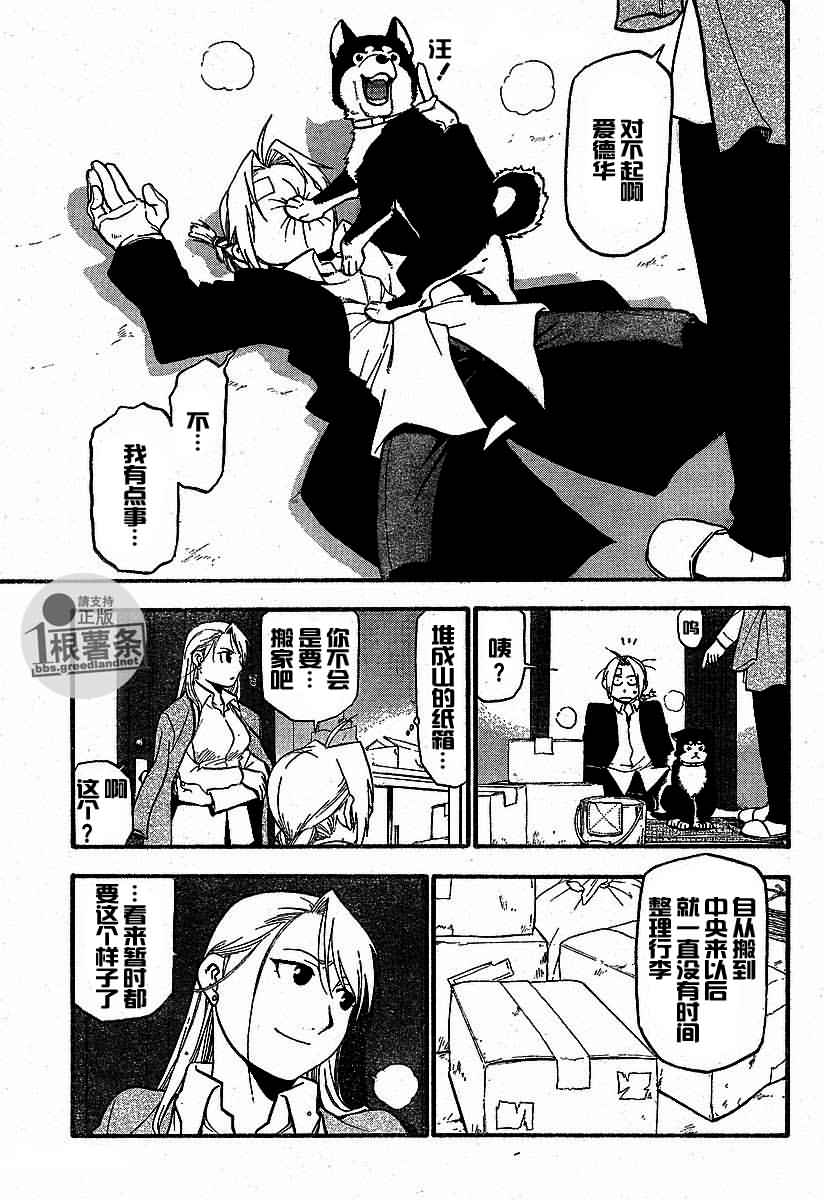 对不起啊
爱德华
汪！
不…
我有点事…
呜
咦？
堆成山的纸箱…
你不会
是要…
搬家吧
啊
这个？
自从搬到
中央来以后
就一直没有时间
整理行李
…看来暂时都
要这个样子了
請支持
正版
1根薯条
bbs.greedland.net